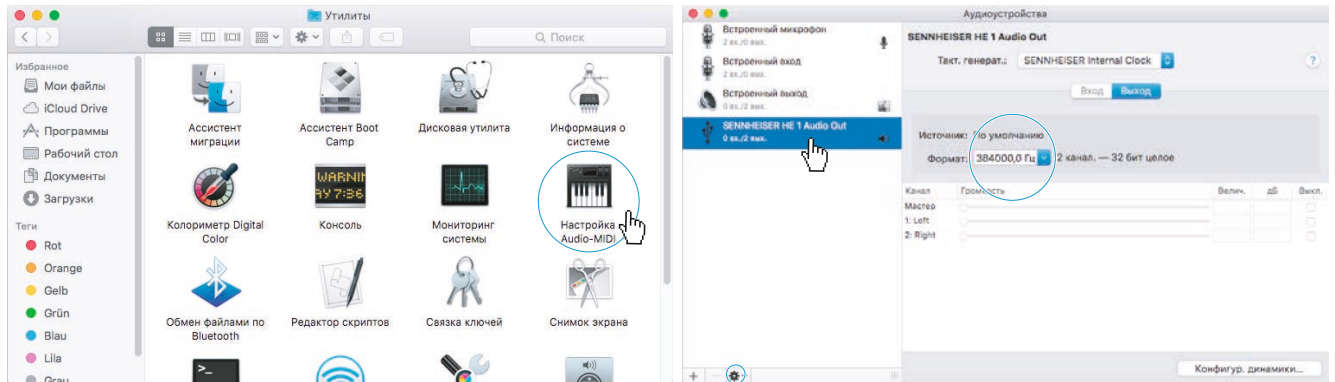 Утилиты
Поиск
Избранное
Мои файлы
iCloud Drive
Программы
Рабочий стол
Документы
Загрузки
Теги
Rot
Orange
Gelb
Grün
Blau
Lila
Grau
Ассистент
миграции
Ассистент Boot
Camp
Дисковая утилита
Информация о
системе
Колориметр Digital
Color
WARNIN
AY 7:36
Консоль
Мониторинг
системы
Настройка
Audio-MIDI
Обмен файлами по
Bluetooth
Редактор скриптов
Связка ключей
Снимок экрана
Аудиоустройства
Встроенный микрофон
2 вх./0 вых.
Встроенный вход
2 вх./0 вых.
Встроенный выход
0 вх./2 вых.
SENNHEISER HE 1 Audio Out
0 вх./2 вых.
SENNHEISER HE 1 Audio Out
Такт. генерат.: SENNHEISER Internal Clock
?
Вход Выход
Источник: По умолчанию
Формат: 384000,0 Гц 2 канал. — 32 бит целое
Канал Громкость Велич. дБ Выкл.
Мастер
1: Left
2: Right
Конфигур. динамики...